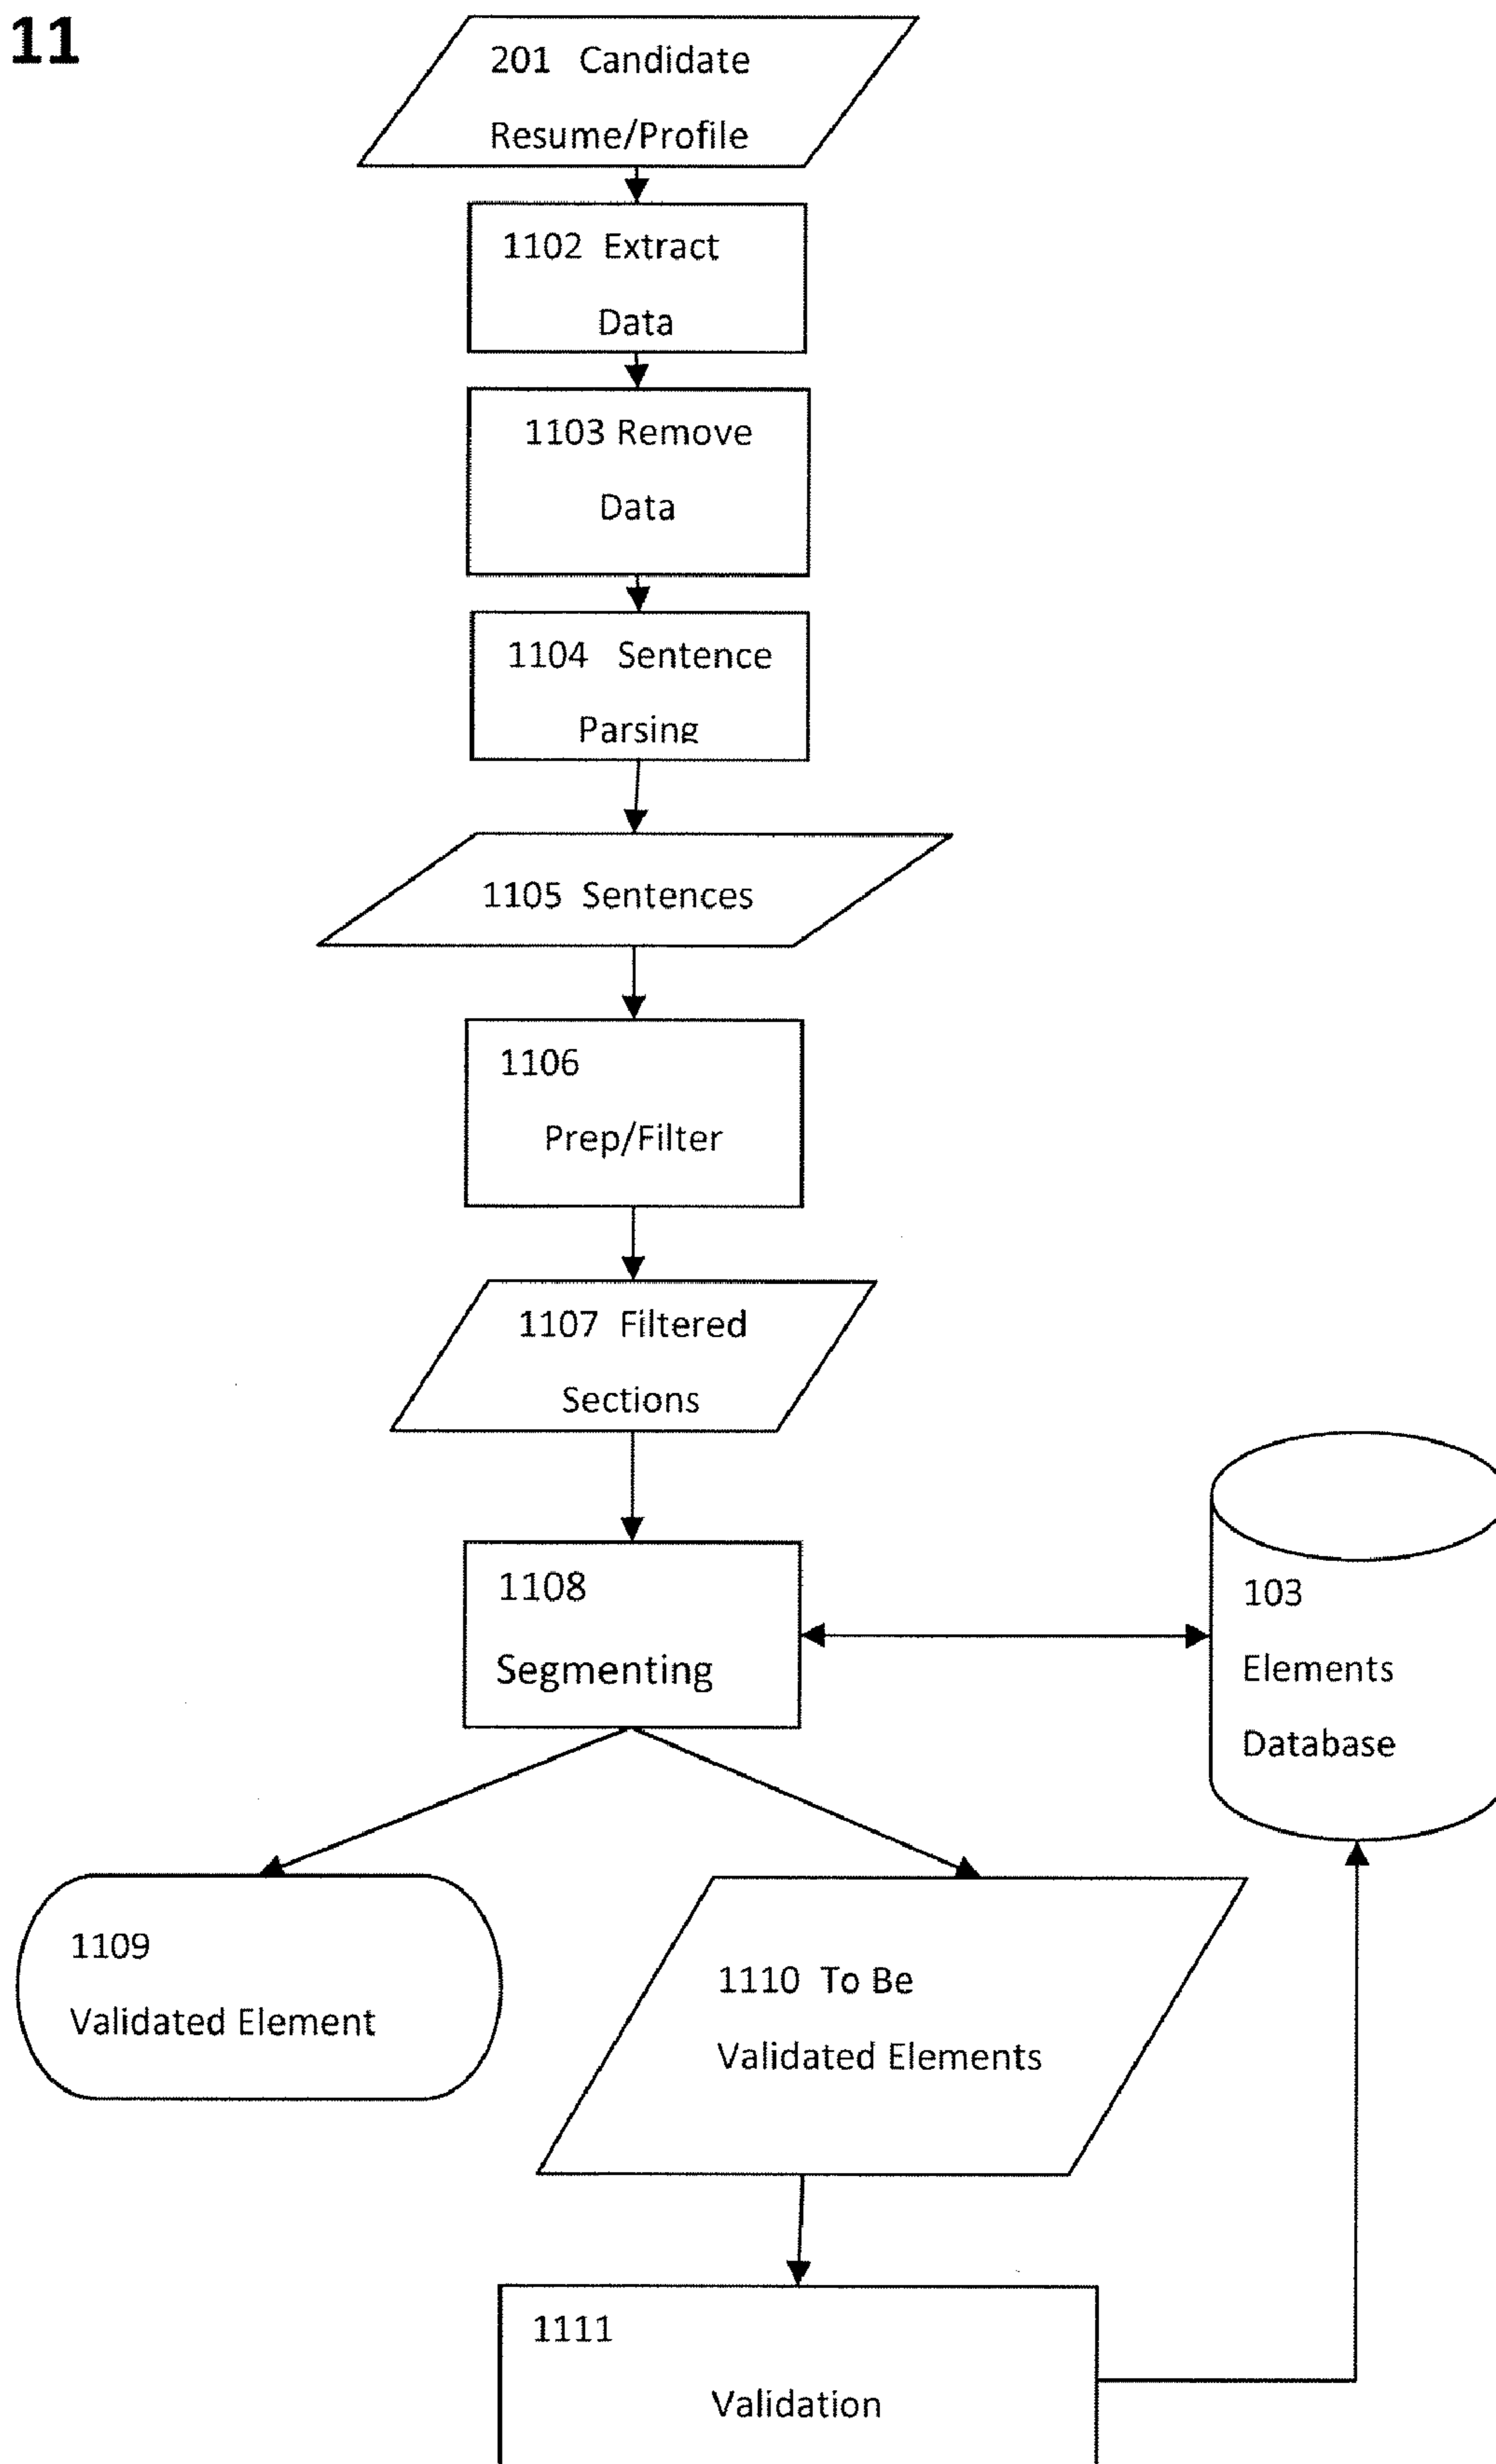 11
201 Candidate
Resume/Profile
1102 Extract
Data
1103 Remove
Data
1104 Sentence
Parsing
1105 Sentences
1106
Prep/Filter
1107 Filtered
Sections
1108
Segmenting
103
Elements
Database
1109
Validated Element
1110 To Be
Validated Elements
1111
Validation